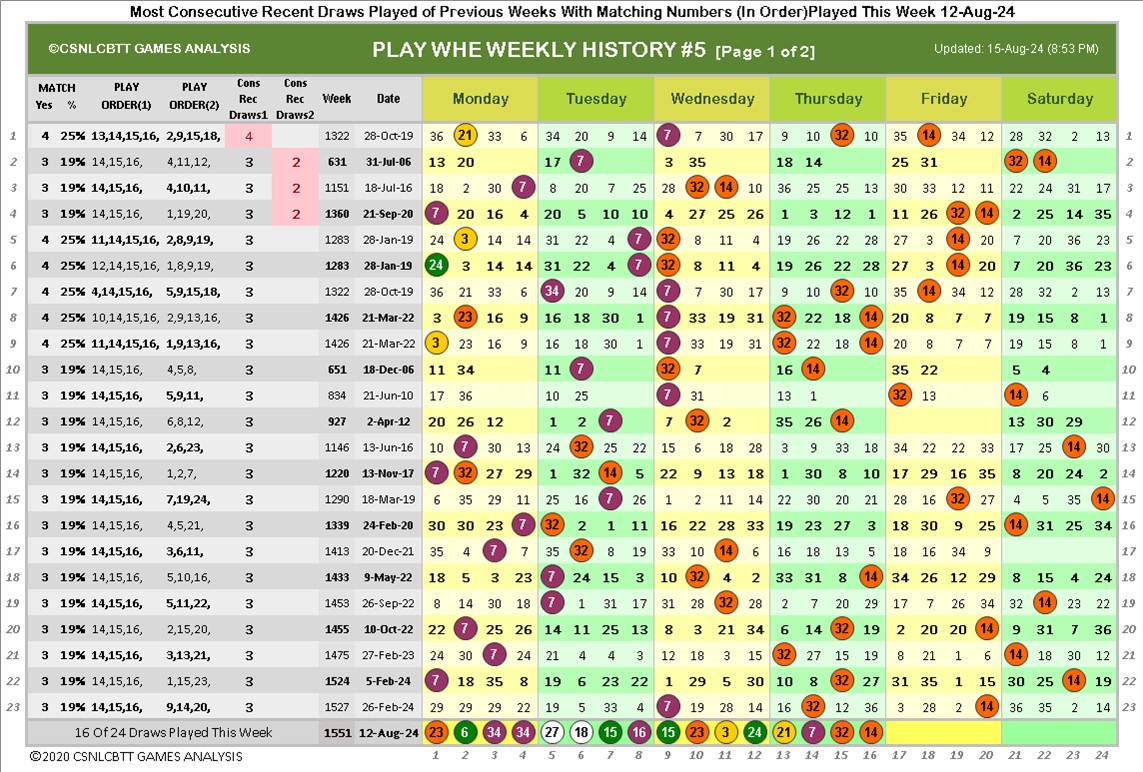 Most Consecutive Recent Draws Played of Previous Weeks With Matching Numbers (In Order)Played This Week 12-Aug-24
©CSNLCBTT GAMES ANALYSIS PLAY WHE WEEKLY HISTORY #5 [Page 1 of 2] Updated: 15-Aug-24 (8:53 PM)
MATCH Yes % PLAY ORDER(1) PLAY ORDER(2) Cons Rec Draws1 Cons Rec Draws2 Week Date Monday Tuesday Wednesday Thursday Friday Saturday
1 4 25% 13,14,15,16, 2,9,15,18, 4 1322 28-Oct-19 36 21 33 6 34 20 9 14 7 7 30 17 9 10 32 10 35 18 34 12 28 32 2 13 1
2 3 19% 14,15,16, 4,11,12, 3 2 631 31-Jul-06 13 20 17 7 3 35 18 14 25 31 32 14 2
3 3 19% 14,15,16, 4,10,11, 3 2 1151 18-Jul-16 18 2 30 7 8 20 7 25 28 32 14 10 36 25 25 13 30 33 12 11 22 24 31 17 3
4 3 19% 14,15,16, 1,19,20, 3 2 1360 21-Sep-20 7 20 16 4 20 5 10 10 4 27 25 26 1 3 12 1 11 26 32 14 2 25 14 35 4
5 4 25% 11,14,15,16, 2,8,9,19, 3 1283 28-Jan-19 24 3 14 14 31 22 4 7 32 8 11 4 19 26 22 28 27 3 14 20 7 20 36 23 5
6 4 25% 12,14,15,16, 1,8,9,19, 3 1283 28-Jan-19 24 3 14 14 31 22 4 7 32 8 11 4 19 26 22 28 27 3 14 20 7 20 36 23 6
7 4 25% 4,14,15,16, 5,9,15,18, 3 1322 28-Oct-19 36 21 33 6 34 20 9 14 7 7 30 17 9 10 32 10 35 18 34 12 28 32 2 13 7
8 4 25% 10,14,15,16, 2,9,13,16, 3 1426 21-Mar-22 3 23 16 9 16 18 30 1 7 33 19 31 32 22 18 14 20 8 7 7 19 15 8 1 8
9 4 25% 11,14,15,16, 1,9,13,16, 3 1426 21-Mar-22 3 23 16 9 16 18 30 1 7 33 19 31 32 22 18 14 20 8 7 7 19 15 8 1 9
10 3 19% 14,15,16, 4,5,8, 3 651 18-Dec-06 11 34 11 7 32 7 16 14 35 22 5 4 10
11 3 19% 14,15,16, 5,9,11, 3 834 21-Jun-10 17 36 10 25 7 31 13 1 32 13 14 6 11
12 3 19% 14,15,16, 6,8,12, 3 927 2-Apr-12 20 26 12 1 2 7 7 32 2 35 26 14 13 30 29 12
13 3 19% 14,15,16, 2,6,23, 3 1146 13-Jun-16 10 7 30 13 24 32 25 22 15 6 18 28 3 9 13 18 34 22 22 33 17 25 14 30 13
14 3 19% 14,15,16, 1,2,7, 3 1220 13-Nov-17 7 32 27 29 1 32 14 5 22 9 13 18 1 30 8 10 17 29 16 35 8 20 24 2 14
15 3 19% 14,15,16, 7,19,24, 3 1290 18-Mar-19 6 35 29 11 25 16 7 26 1 2 11 14 22 30 20 21 28 16 32 27 4 5 35 14 15
16 3 19% 14,15,16, 4,5,21, 3 1339 24-Feb-20 30 30 23 7 32 2 1 11 16 22 28 33 19 23 27 3 18 30 9 25 14 31 25 34 16
17 3 19% 14,15,16, 3,6,11, 3 1413 20-Dec-21 35 4 7 7 35 32 8 19 33 10 14 6 16 18 13 5 18 16 34 9 17
18 3 19% 14,15,16, 5,10,16, 3 1433 9-May-22 18 5 3 23 7 24 15 3 10 32 4 2 33 31 8 14 34 26 12 29 8 15 4 24 18
19 3 19% 14,15,16, 5,11,22, 3 1453 26-Sep-22 8 14 30 18 7 1 31 17 31 28 32 28 2 7 20 29 17 7 26 34 32 14 23 22 19
20 3 19% 14,15,16, 2,15,20, 3 1455 10-Oct-22 22 7 25 26 14 11 25 13 8 3 21 34 6 14 32 19 2 20 20 14 9 31 7 36 20
21 3 19% 14,15,16, 3,13,21, 3 1475 27-Feb-23 24 30 7 24 21 4 4 3 12 18 3 15 32 27 15 19 8 21 1 6 14 18 30 12 21
22 3 19% 14,15,16, 1,15,23, 3 1524 5-Feb-24 7 18 35 8 19 6 23 22 1 29 5 30 10 8 32 27 31 35 1 15 30 25 14 19 22
23 3 19% 14,15,16, 9,14,20, 3 1527 26-Feb-24 29 29 29 22 19 5 33 4 7 19 28 14 16 32 12 36 3 28 2 14 36 35 2 14 23
16 Of 24 Draws Played This Week 1551 12-Aug-24 23 6 34 34 27 18 15 16 15 23 3 24 21 7 32 14
©2020 CSNLCBTT GAMES ANALYSIS 1 2 3 4 5 6 7 8 9 10 11 12 13 14 15 16 17 18 19 20 21 22 23 24